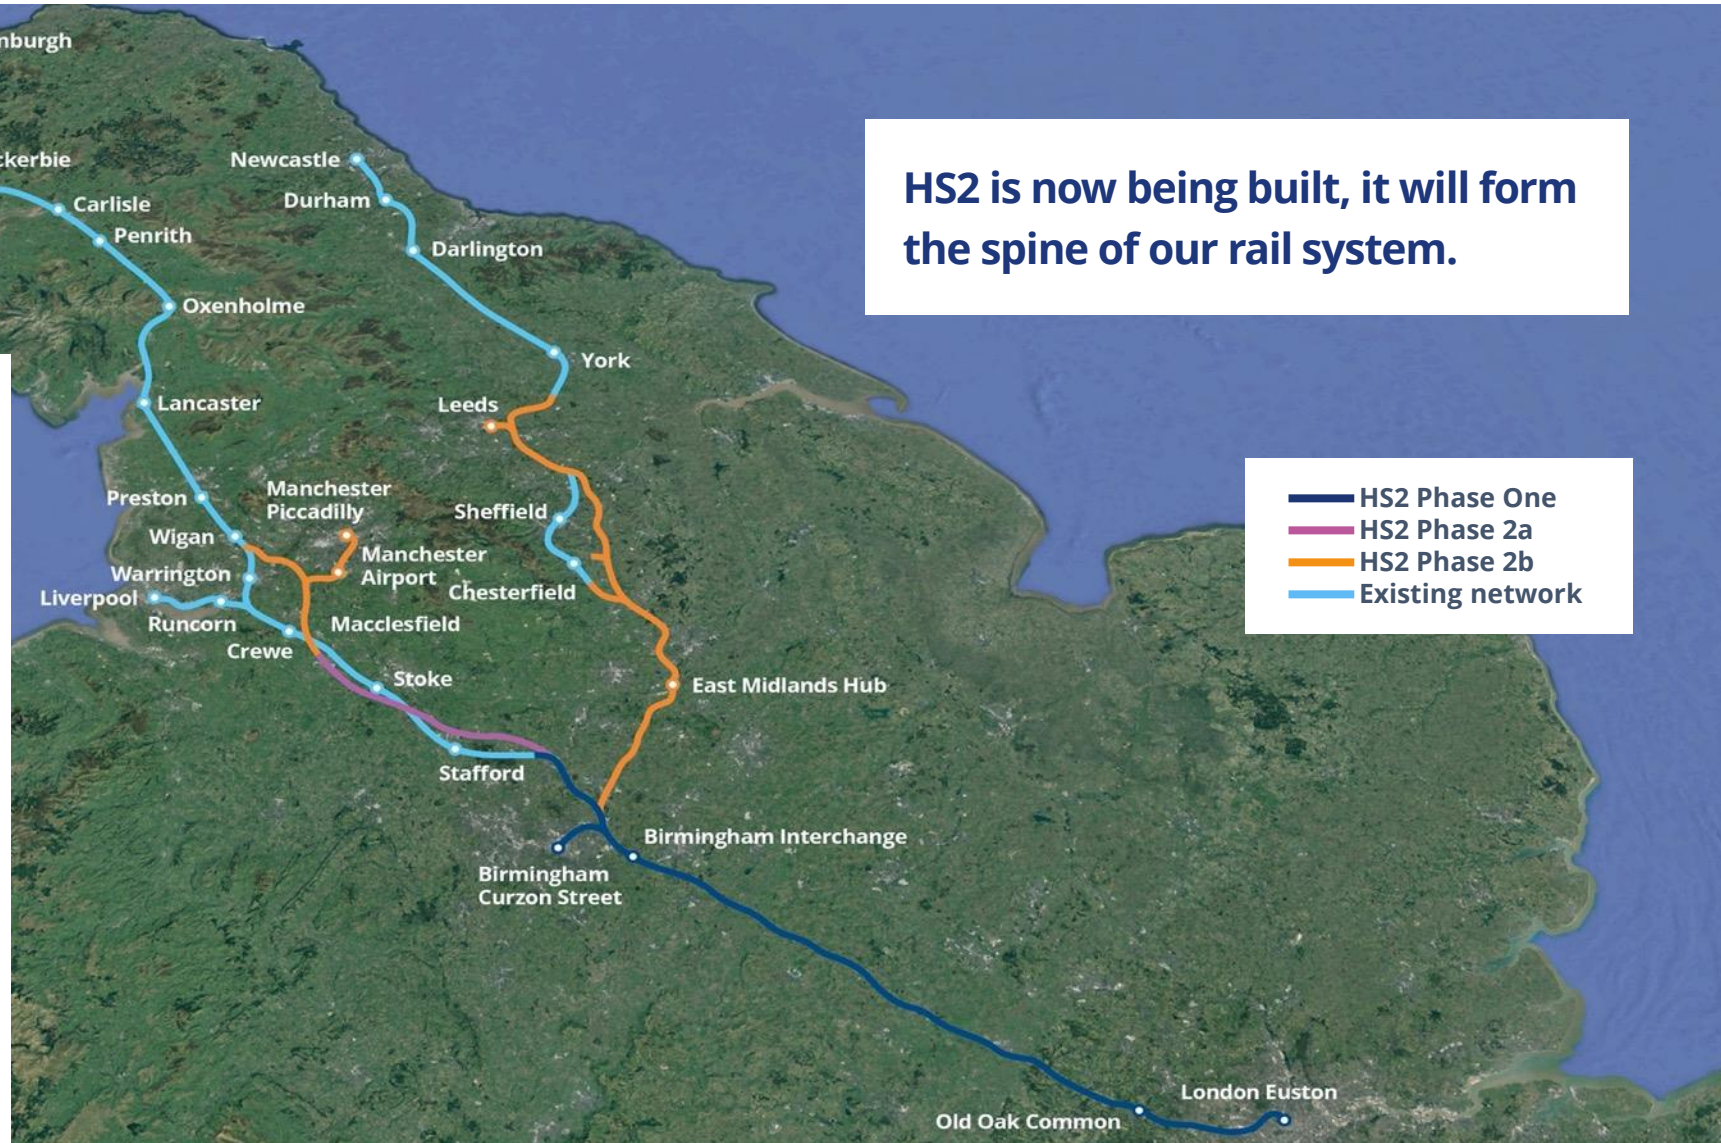 nburgh
ckerbie
Newcastle
Carlisle
Durham
Penrith
Darlington
Oxenholme
York
Lancaster
Leeds
Preston
Manchester
Piccadilly
Sheffield
Wigan
Manchester
Airport
Warrington
Chesterfield
Liverpool
Runcorn
Macclesfield
Crewe
Stoke
East Midlands Hub
Stafford
Birmingham Interchange
Birmingham
Curzon Street
London Euston
Old Oak Common
HS2 is now being built, it will form
the spine of our rail system.
HS2 Phase One
HS2 Phase 2a
HS2 Phase 2b
Existing network